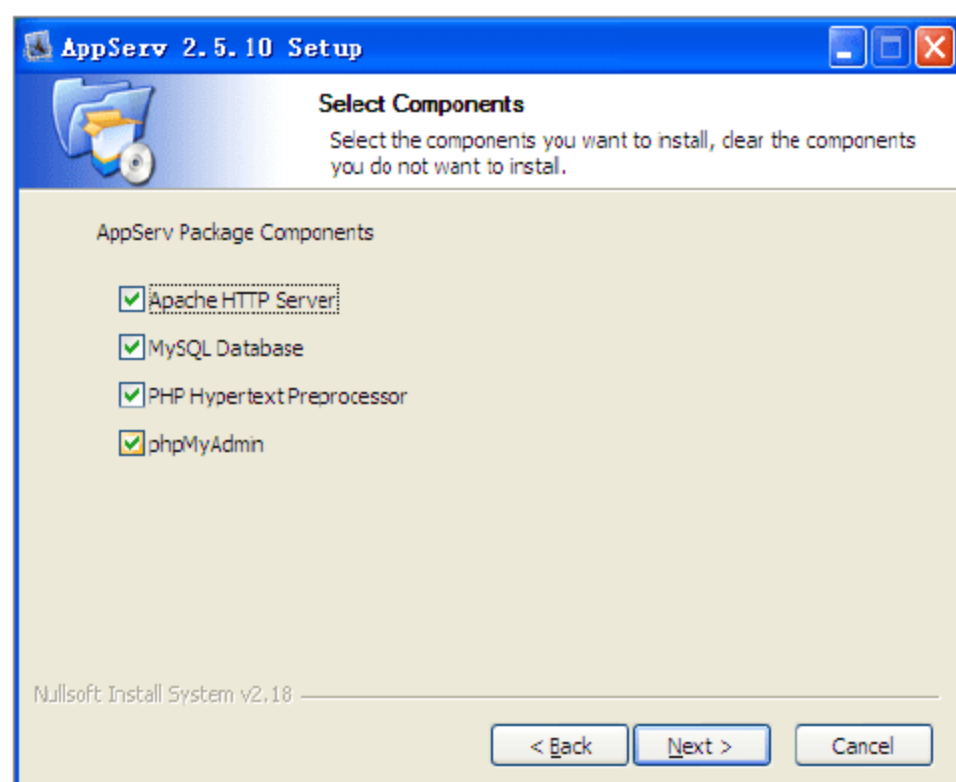 AppServ 2.5.10 Setup
Select Components
Select the components you want to install, clear the components
you do not want to install.
AppServ Package Components
Apache HTTP Server
MySQL Database
PHP Hypertext Preprocessor
phpMyAdmin
Nullsoft Install System v2.18
< Back
Next >
Cancel